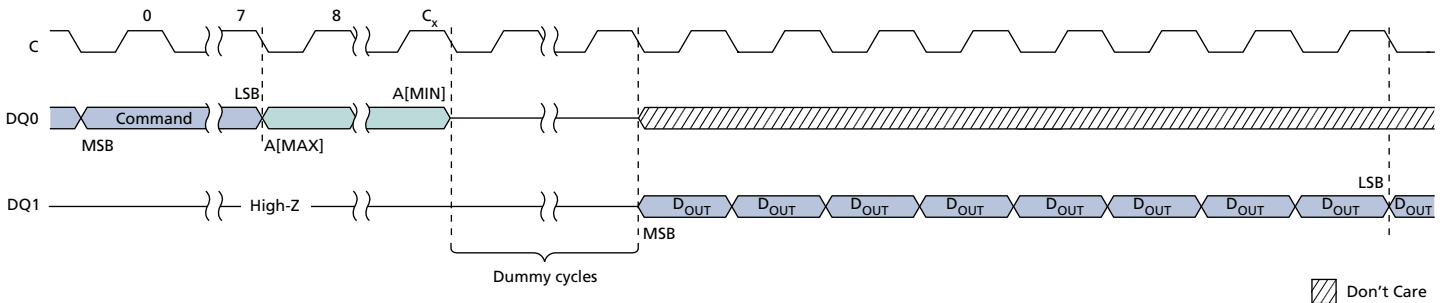 0 7 8 Cx
C
LSB A[MIN]
DQ0 Command
MSB A[MAX]
LSB
DQ1 High-Z DOUT DOUT DOUT DOUT DOUT DOUT DOUT DOUT DOUT
MSB
Dummy cycles
Don't Care